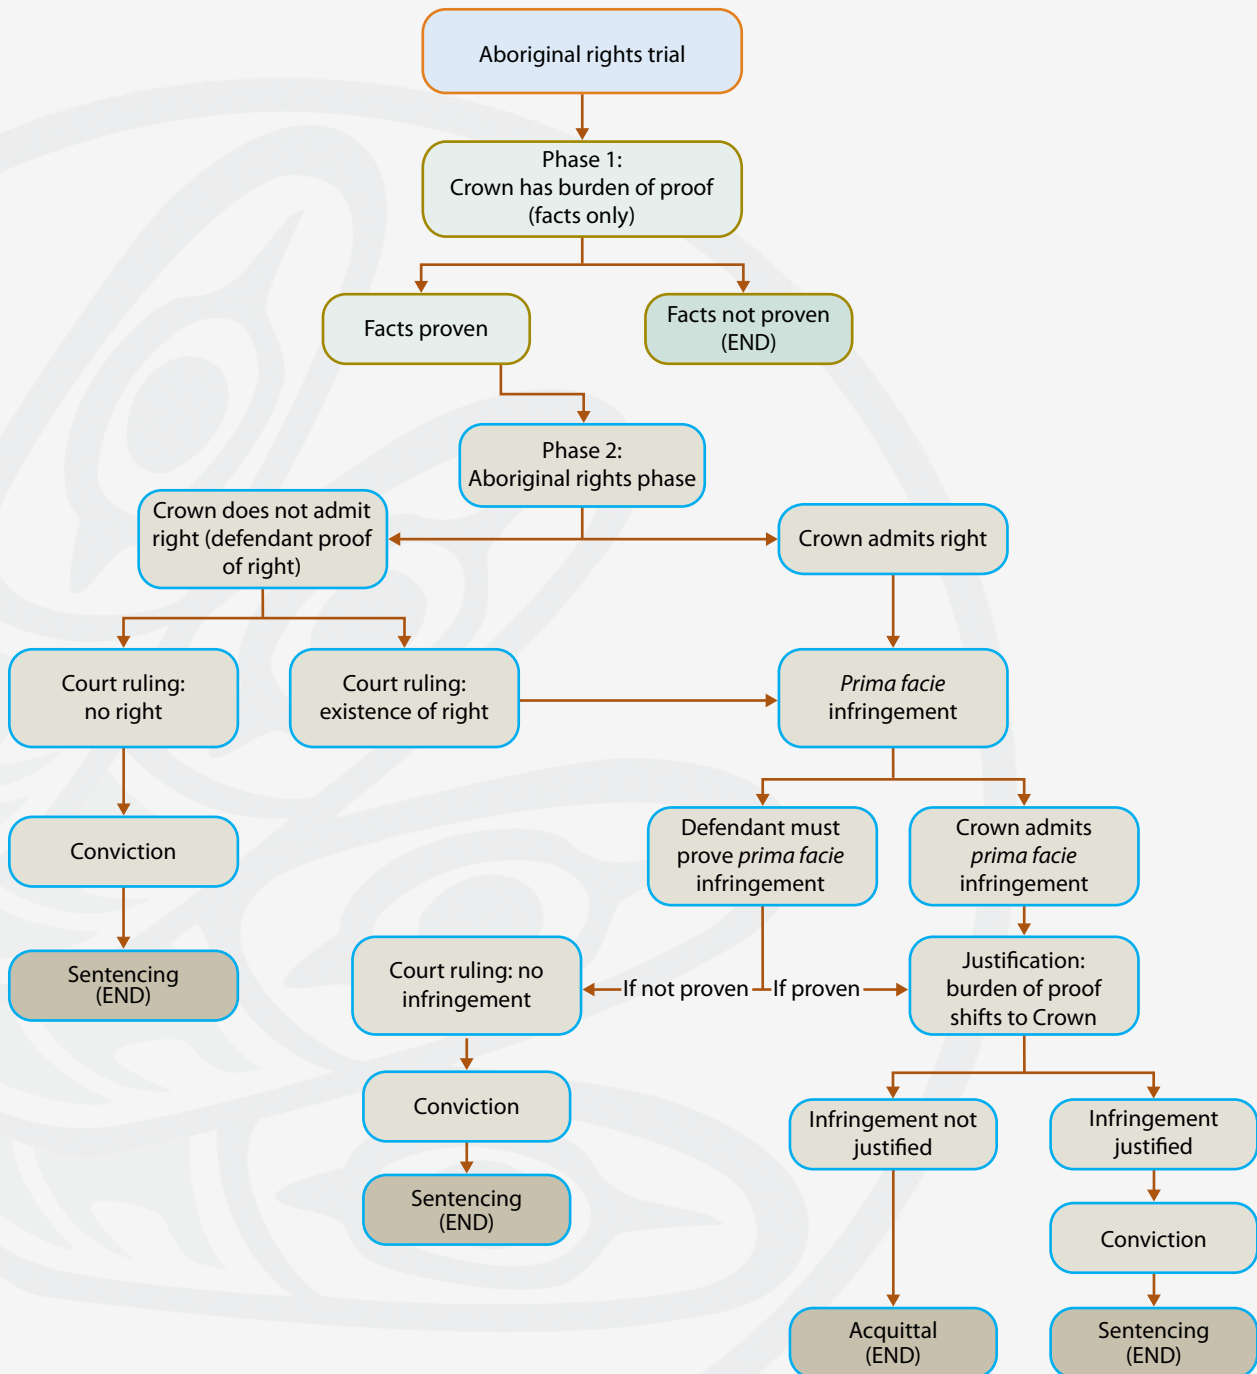 Aboriginal rights trial
Phase 1:
Crown has burden of proof
(facts only)
Facts proven
Facts not proven
(END)
Phase 2:
Aboriginal rights phase
Crown does not admit
right (defendant proof
of right)
Crown admits right
Court ruling:
no right
Court ruling:
existence of right
Prima facie
infringement
Conviction
Defendant must
prove prima facie
infringement
Crown admits
prima facie
infringement
Sentencing
(END)
Court ruling: no
infringement
If not proven
If proven
Justification:
burden of proof
shifts to Crown
Conviction
Infringement not
justified
Infringement
justified
Sentencing
(END)
Conviction
Acquittal
(END)
Sentencing
(END)